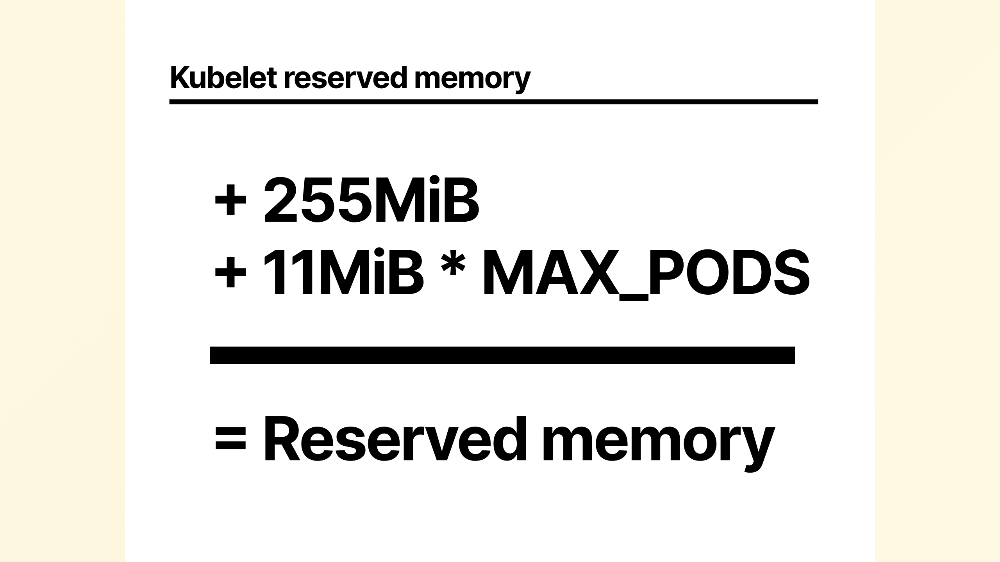 Kubelet reserved memory
+ 255MiB
+ 11MiB * MAX_PODS
= Reserved memory